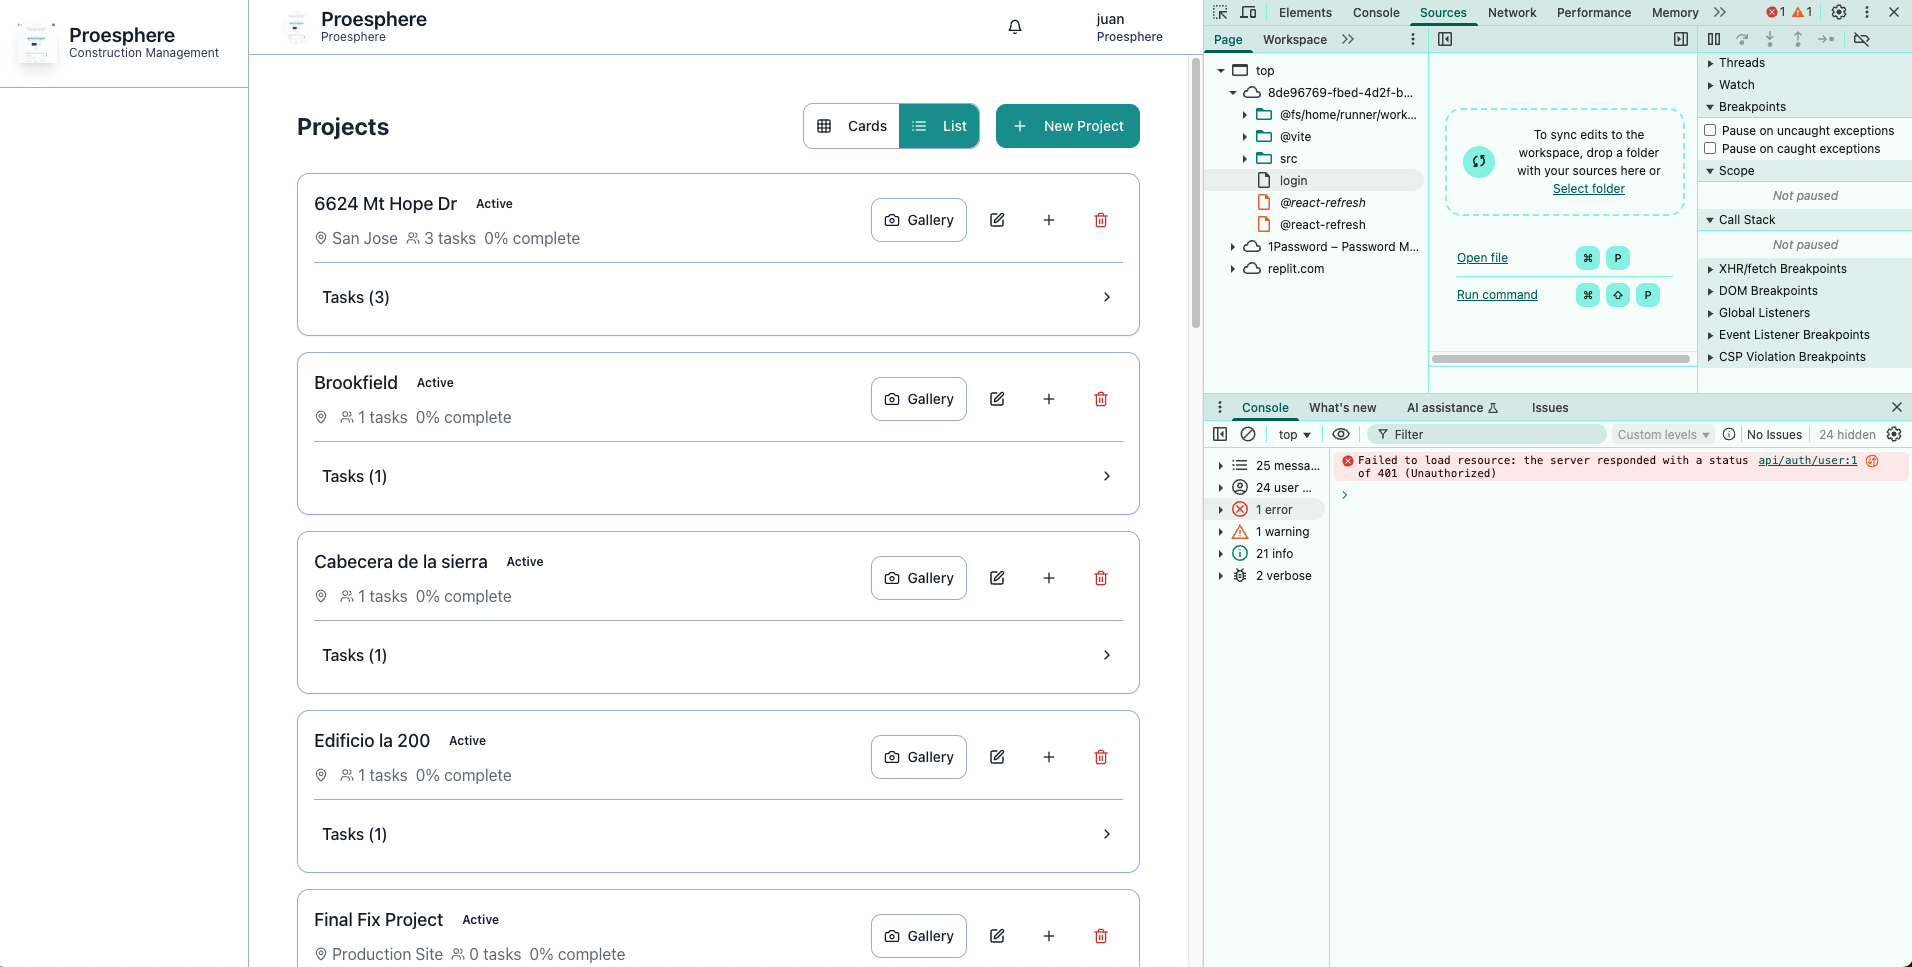 Proesphere
Construction Management
Proesphere
Proesphere
juan
Proesphere
Projects
Cards
List
New Project
6624 Mt Hope Dr
Active
San Jose 3 tasks 0% complete
Gallery
Tasks (3)
Brookfield
Active
1 tasks 0% complete
Gallery
Tasks (1)
Cabecera de la sierra
Active
1 tasks 0% complete
Gallery
Tasks (1)
Edificio la 200
Active
1 tasks 0% complete
Gallery
Tasks (1)
Final Fix Project
Active
Production Site 0 tasks 0% complete
Gallery
Elements Console Sources Network Performance Memory 1 1
Page Workspace
top
8de96769-fbed-4d2f-b...
@fs/home/runner/work...
@vite
src
login
@react-refresh
@react-refresh
1Password – Password M...
replit.com
To sync edits to the
workspace, drop a folder
with your sources here or
Select folder
Open file ⌘ P
Run command ⌘ ⇧ P
Threads
Watch
Breakpoints
Pause on uncaught exceptions
Pause on caught exceptions
Scope
Not paused
Call Stack
Not paused
XHR/fetch Breakpoints
DOM Breakpoints
Global Listeners
Event Listener Breakpoints
CSP Violation Breakpoints
Console What's new AI assistance Issues
top Filter Custom levels No Issues 24 hidden
25 messa...
24 user ...
1 error
1 warning
21 info
2 verbose
Failed to load resource: the server responded with a status api/auth/user:1
of 401 (Unauthorized)